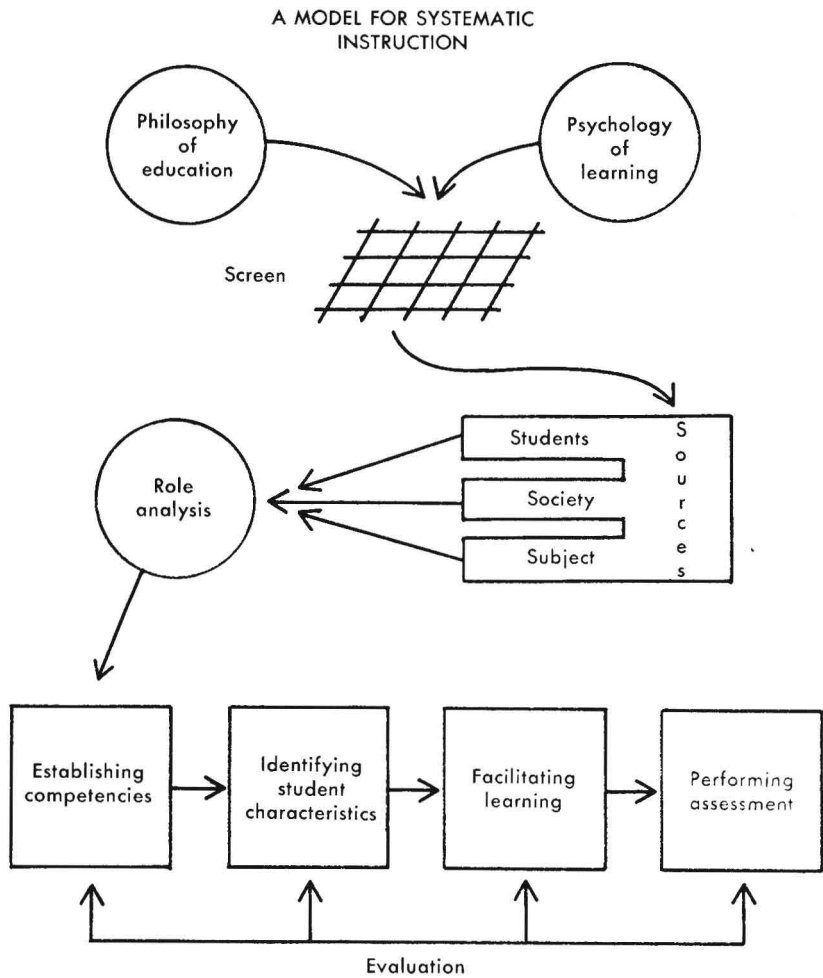 A MODEL FOR SYSTEMATIC
INSTRUCTION
Philosophy
of
education
Psychology
of
learning
Screen
Students
Society
Subject
Sources
Role
analysis
Establishing
competencies
Identifying
student
characteristics
Facilitating
learning
Performing
assessment
Evaluation